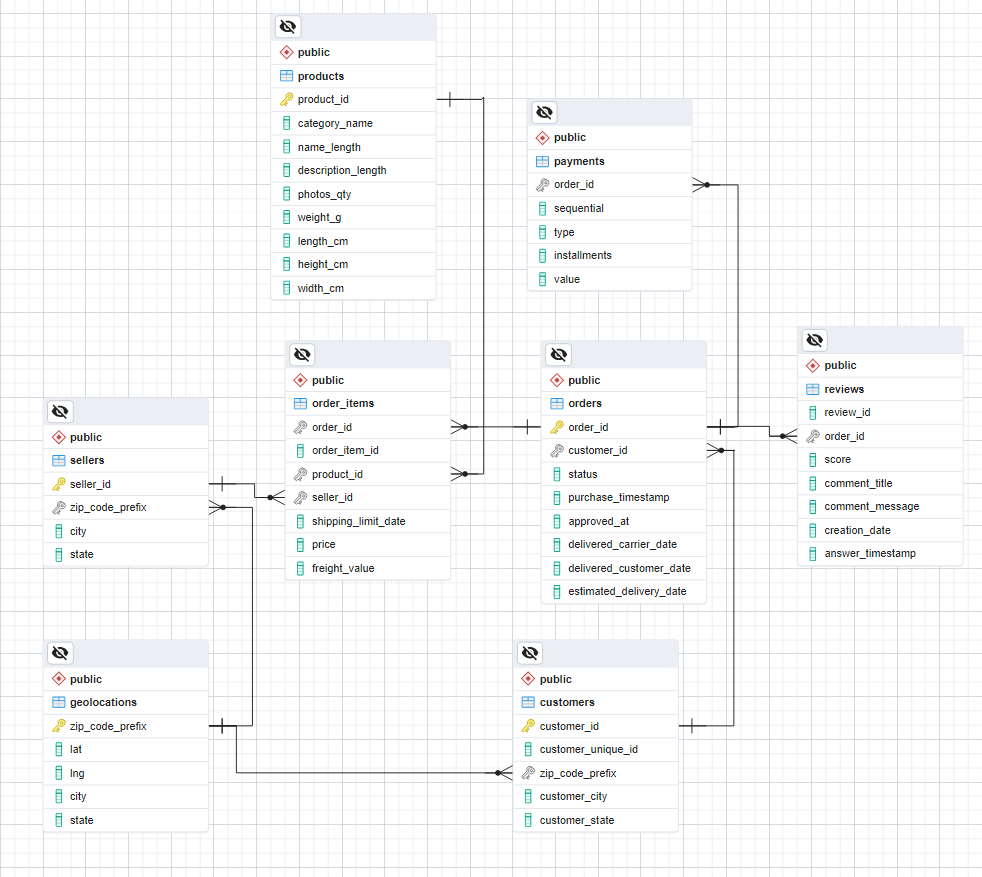 public
products
product_id
category_name
name_length
description_length
photos_qty
weight_g
length_cm
height_cm
width_cm
public
payments
order_id
sequential
type
installments
value
public
sellers
seller_id
zip_code_prefix
city
state
public
order_items
order_id
order_item_id
product_id
seller_id
shipping_limit_date
price
freight_value
public
orders
order_id
customer_id
status
purchase_timestamp
approved_at
delivered_carrier_date
delivered_customer_date
estimated_delivery_date
public
reviews
review_id
order_id
score
comment_title
comment_message
creation_date
answer_timestamp
public
geolocations
zip_code_prefix
lat
lng
city
state
public
customers
customer_id
customer_unique_id
zip_code_prefix
customer_city
customer_state